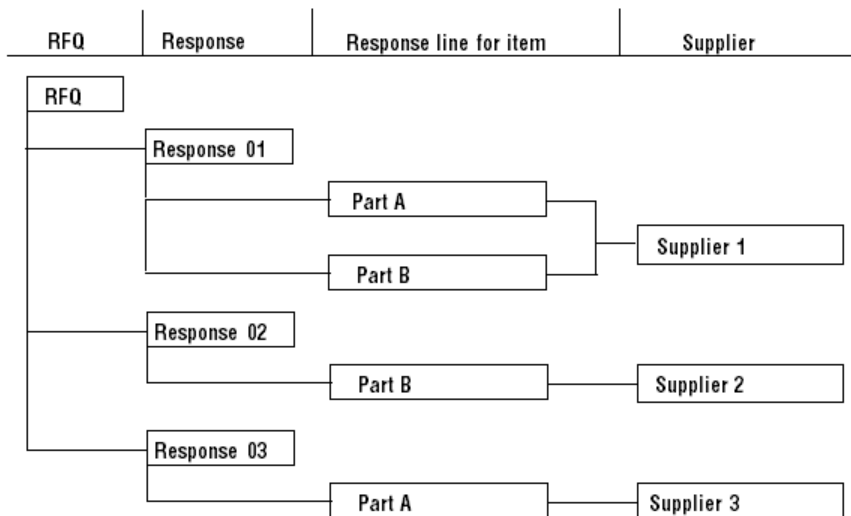 RFQ Response Response line for item Supplier
RFQ
Response 01
Part A
Supplier 1
Part B
Response 02
Part B Supplier 2
Response 03
Part A Supplier 3